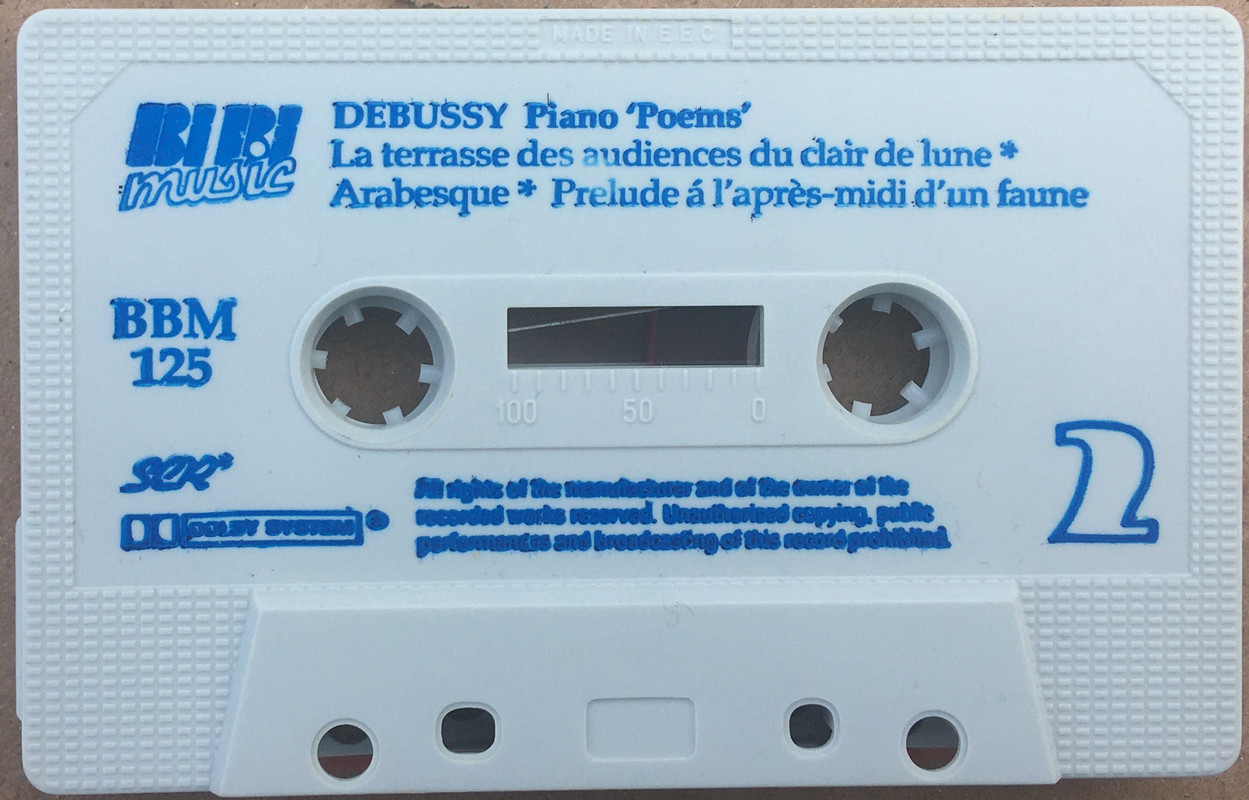 MADE IN E.E.C.
BIBI
music
DEBUSSY Piano ‘Poems’
La terrasse des audiences du clair de lune *
Arabesque * Prelude á l’après-midi d’un faune
BBM
125
100 50 0
2
SCR*
DOLBY SYSTEM ®
All rights of the manufacturer and of the owner of the
recorded works reserved. Unauthorised copying, public
performances and broadcasting of this record prohibited.